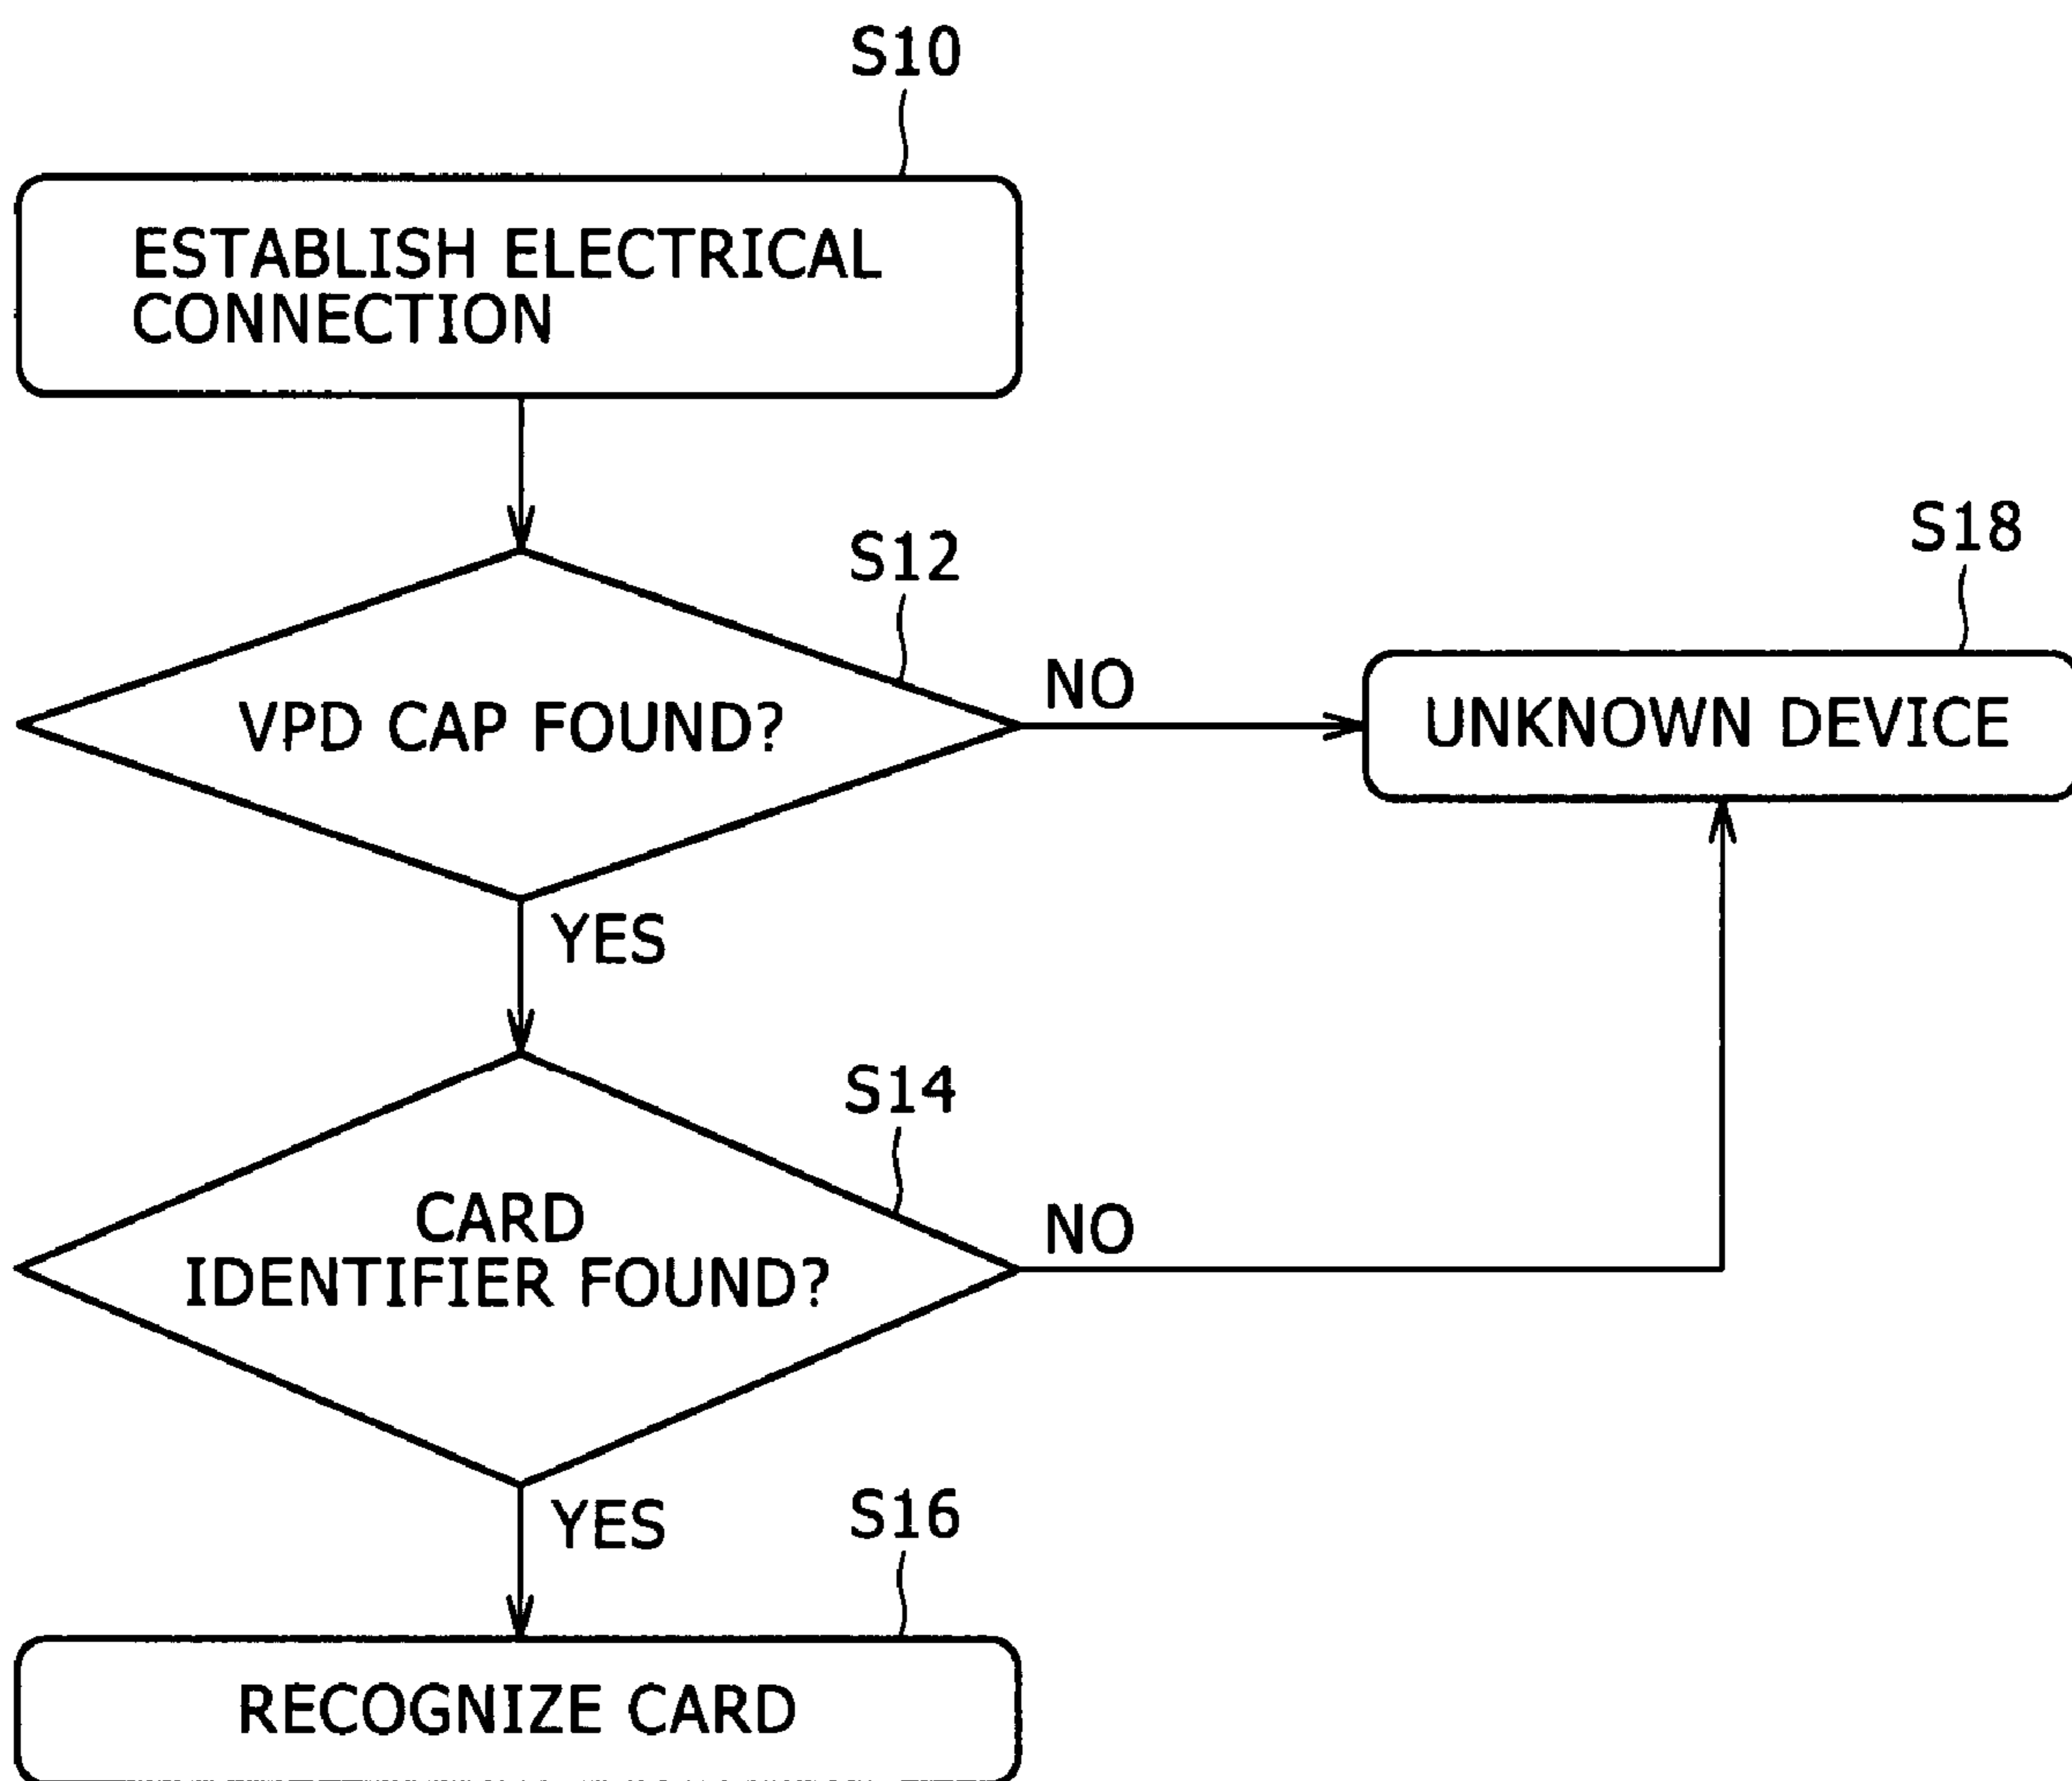 S10
ESTABLISH ELECTRICAL
CONNECTION
S12
VPD CAP FOUND?
NO
S18
UNKNOWN DEVICE
YES
S14
CARD
IDENTIFIER FOUND?
NO
YES
S16
RECOGNIZE CARD